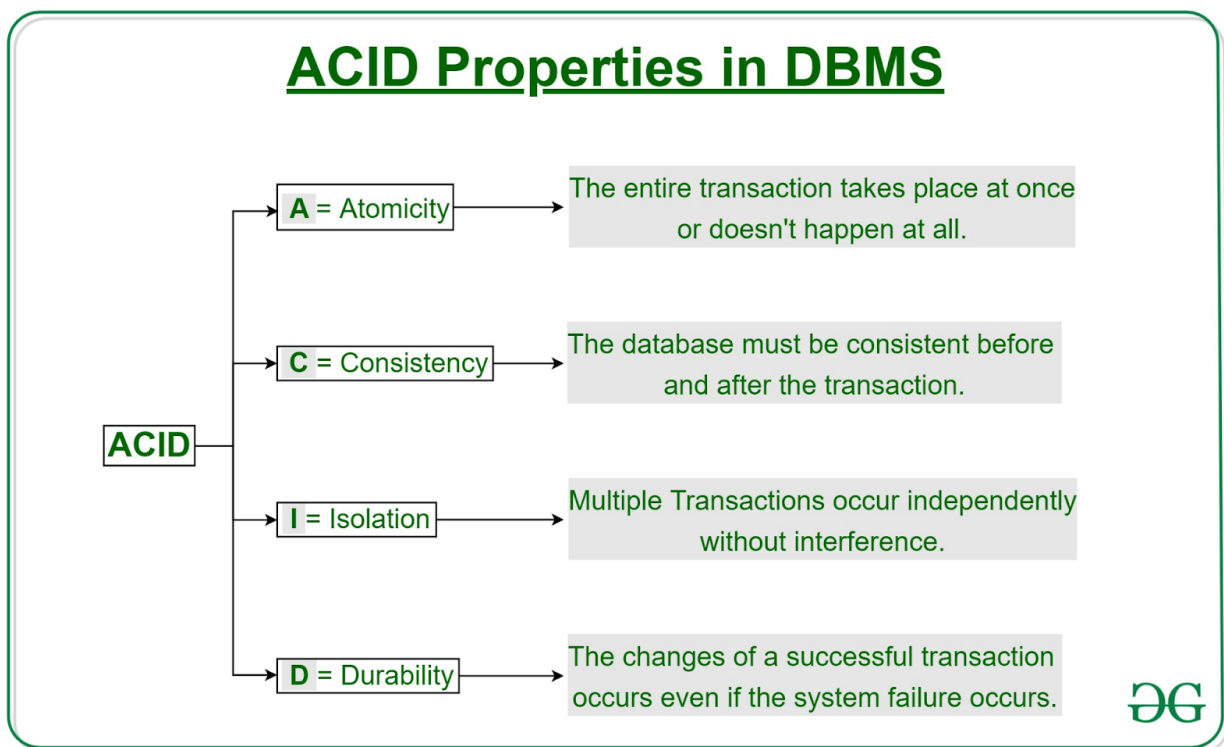 ACID Properties in DBMS
A = Atomicity
The entire transaction takes place at once
or doesn't happen at all.
C = Consistency
The database must be consistent before
and after the transaction.
ACID
I = Isolation
Multiple Transactions occur independently
without interference.
D = Durability
The changes of a successful transaction
occurs even if the system failure occurs.